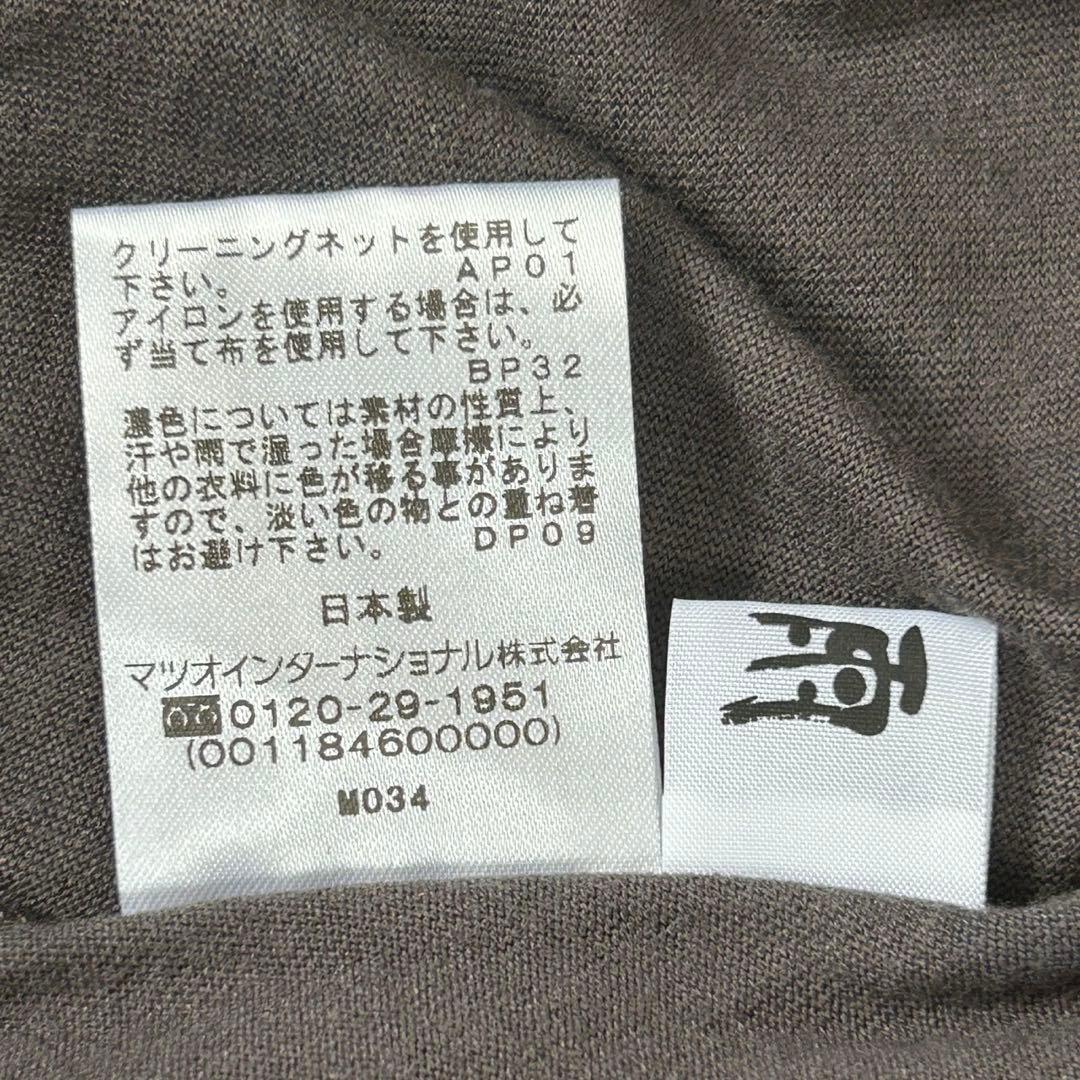 クリーニングネットを使用して
下さい。 AP01
アイロンを使用する場合は、必
ず当て布を使用して下さい。
BP32
濃色については素材の性質上、
汗や雨で湿った場合摩擦により
他の衣料に色が移る事がありま
すので、淡い色の物との重ね着
はお避け下さい。 DP09
日本製
マツオインターナショナル株式会社
0120-29-1951
(001184600000)
M034